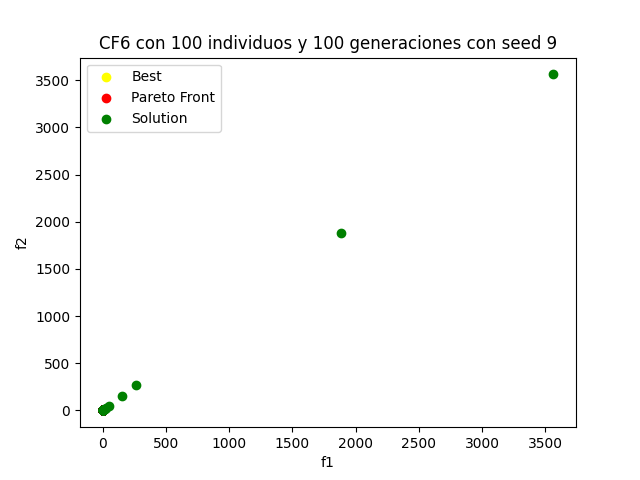 CF6 con 100 individuos y 100 generaciones con seed 9
Best
Pareto Front
Solution
3500
3000
2500
2000
1500
1000
500
0
f2
0 500 1000 1500 2000 2500 3000 3500
f1